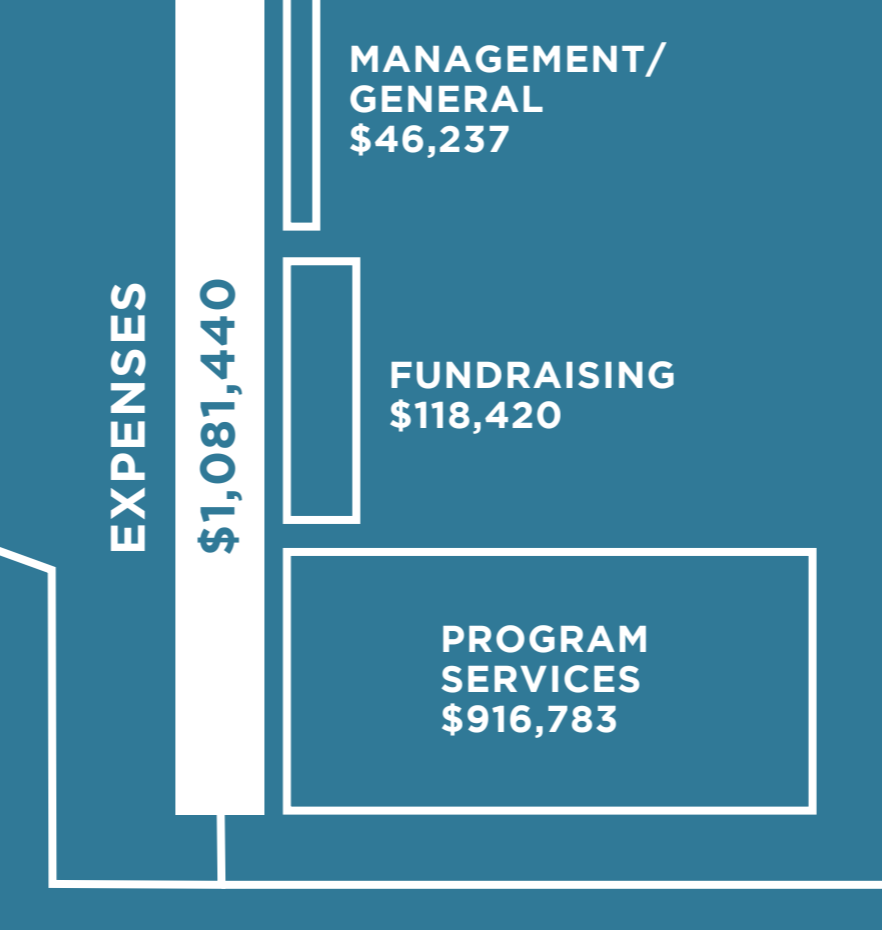 EXPENSES
$1,081,440
MANAGEMENT/
GENERAL
$46,237
FUNDRAISING
$118,420
PROGRAM
SERVICES
$916,783